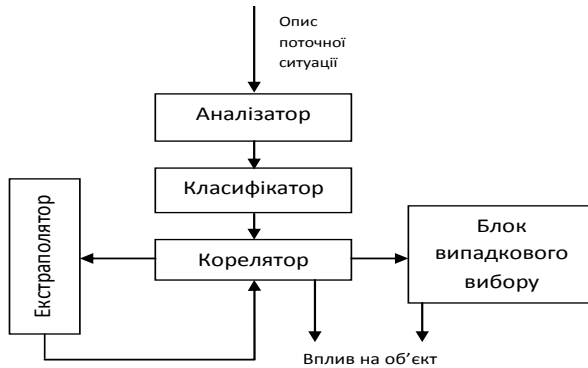 Опис
поточної
ситуації
Аналізатор
Класифікатор
Екстраполятор
Корелятор
Блок
випадкового
вибору
Вплив на об’єкт